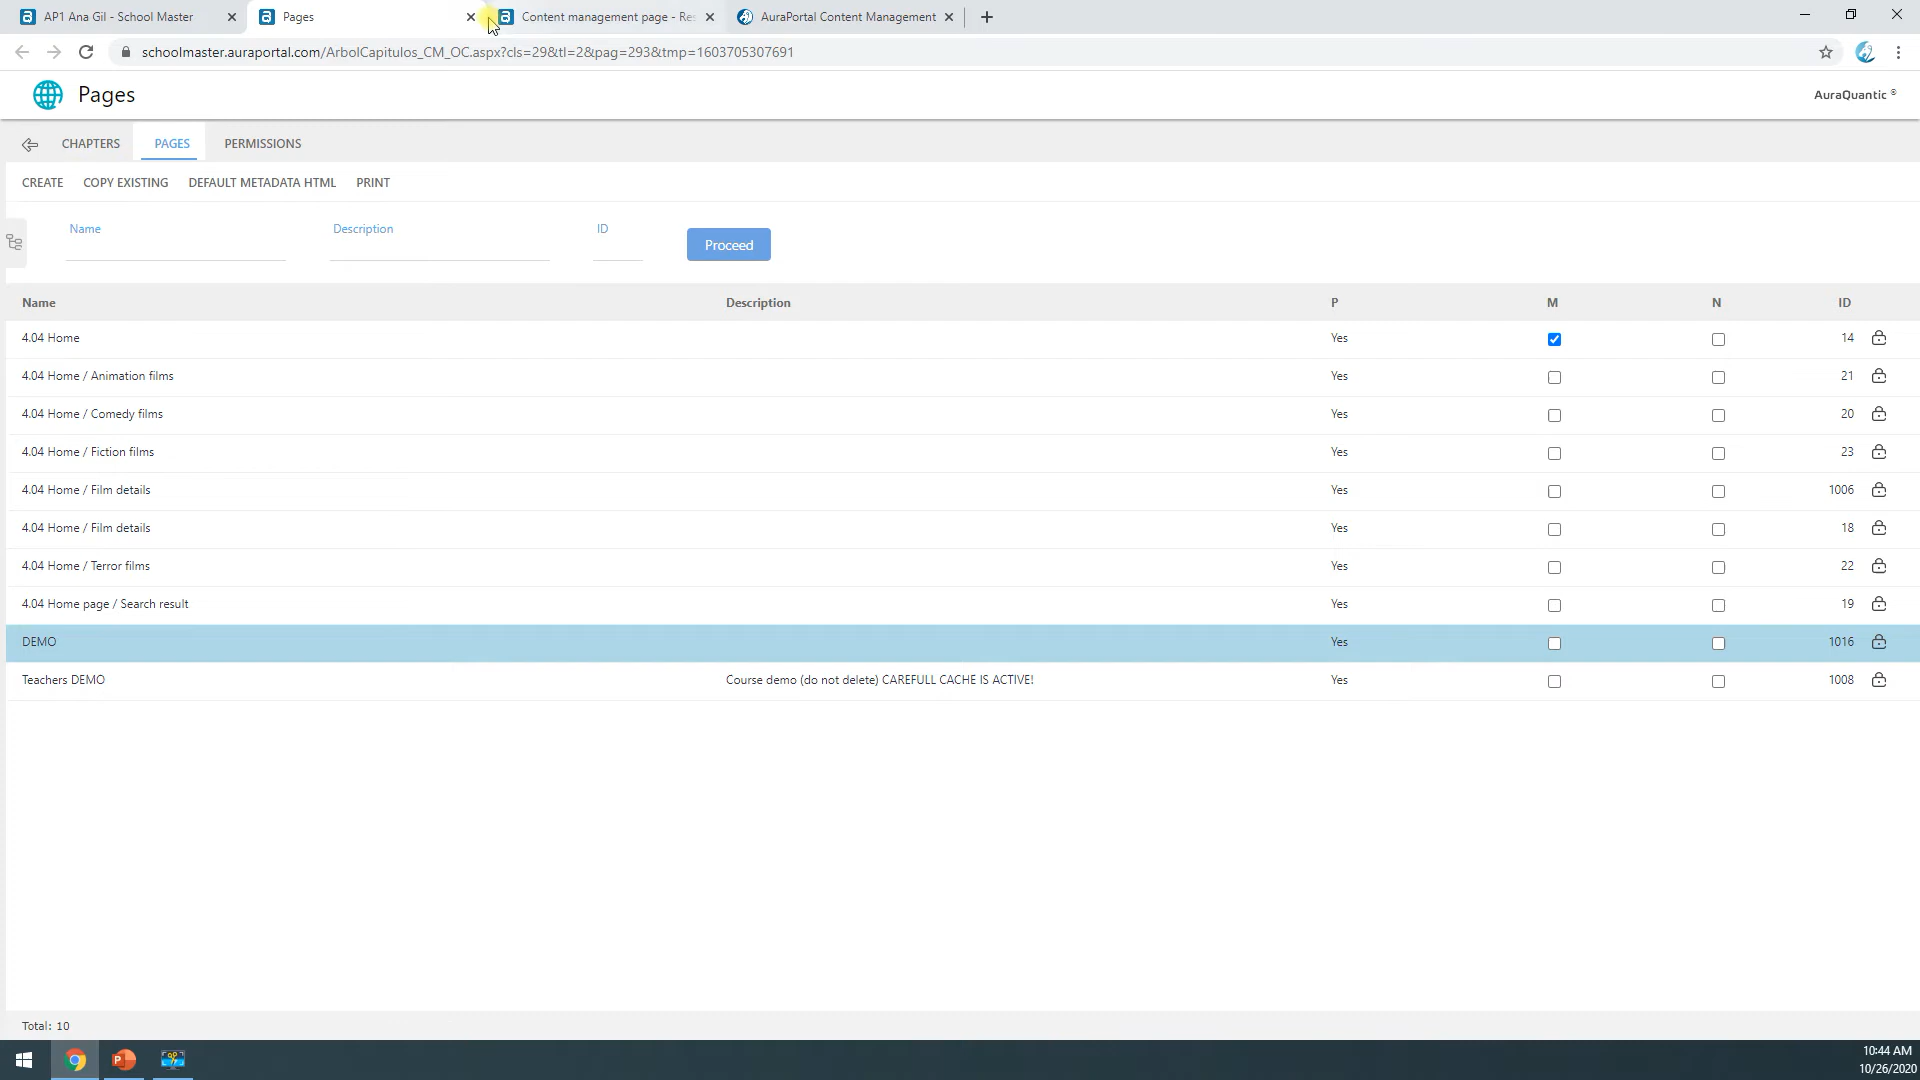 AP1 Ana Gil - School Master
Pages
Content management page - Res
AuraPortal Content Management
schoolmaster.auraportal.com/ArbolCapitulos_CM_OC.aspx?cls=29&tl=2&pag=293&tmp=1603705307691
Pages
AuraQuantic ®
CHAPTERS PAGES PERMISSIONS
CREATE COPY EXISTING DEFAULT METADATA HTML PRINT
Name Description ID
Proceed
Name Description P M N ID
4.04 Home Yes 14
4.04 Home / Animation films Yes 21
4.04 Home / Comedy films Yes 20
4.04 Home / Fiction films Yes 23
4.04 Home / Film details Yes 1006
4.04 Home / Film details Yes 18
4.04 Home / Terror films Yes 22
4.04 Home page / Search result Yes 19
DEMO Yes 1016
Teachers DEMO Course demo (do not delete) CAREFULL CACHE IS ACTIVE! Yes 1008
Total: 10
10:44 AM
10/26/2020